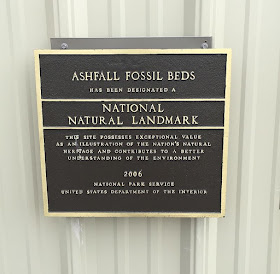 ASHFALL FOSSIL BEDS
HAS BEEN DESIGNATED A
NATIONAL
NATURAL LANDMARK
THIS SITE POSSESSES EXCEPTIONAL VALUE
AS AN ILLUSTRATION OF THE NATION'S NATURAL
HERITAGE AND CONTRIBUTES TO A BETTER
UNDERSTANDING OF THE ENVIRONMENT
2006
NATIONAL PARK SERVICE
UNITED STATES DEPARTMENT OF THE INTERIOR